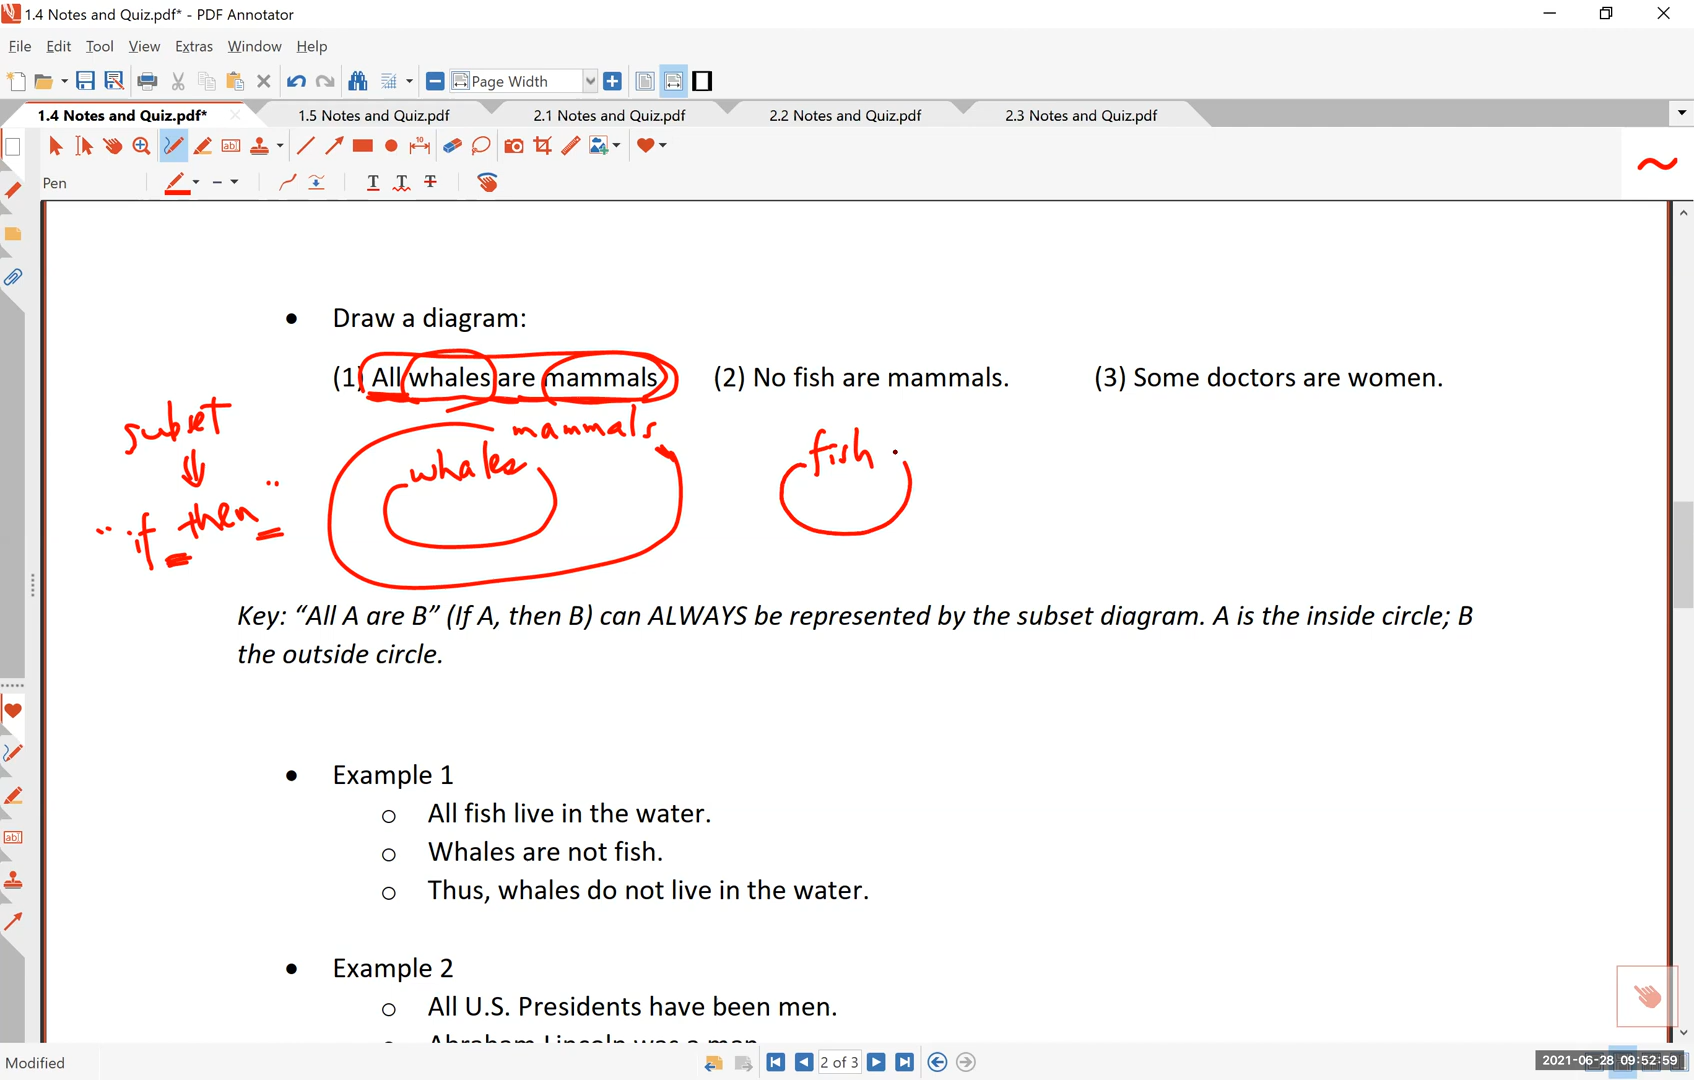 1.4 Notes and Quiz.pdf* - PDF Annotator
File Edit Tool View Extras Window Help
Page Width
1.4 Notes and Quiz.pdf* 1.5 Notes and Quiz.pdf 2.1 Notes and Quiz.pdf 2.2 Notes and Quiz.pdf 2.3 Notes and Quiz.pdf
Pen
• Draw a diagram:
(1) All whales are mammals (2) No fish are mammals. (3) Some doctors are women.
subset
"if then"
mammals
whales
fish
Key: “All A are B” (If A, then B) can ALWAYS be represented by the subset diagram. A is the inside circle; B
the outside circle.
• Example 1
o All fish live in the water.
o Whales are not fish.
o Thus, whales do not live in the water.
• Example 2
o All U.S. Presidents have been men.
Abraham Lincoln was a man
Modified
2 of 3
2021-06-28 09:52:59